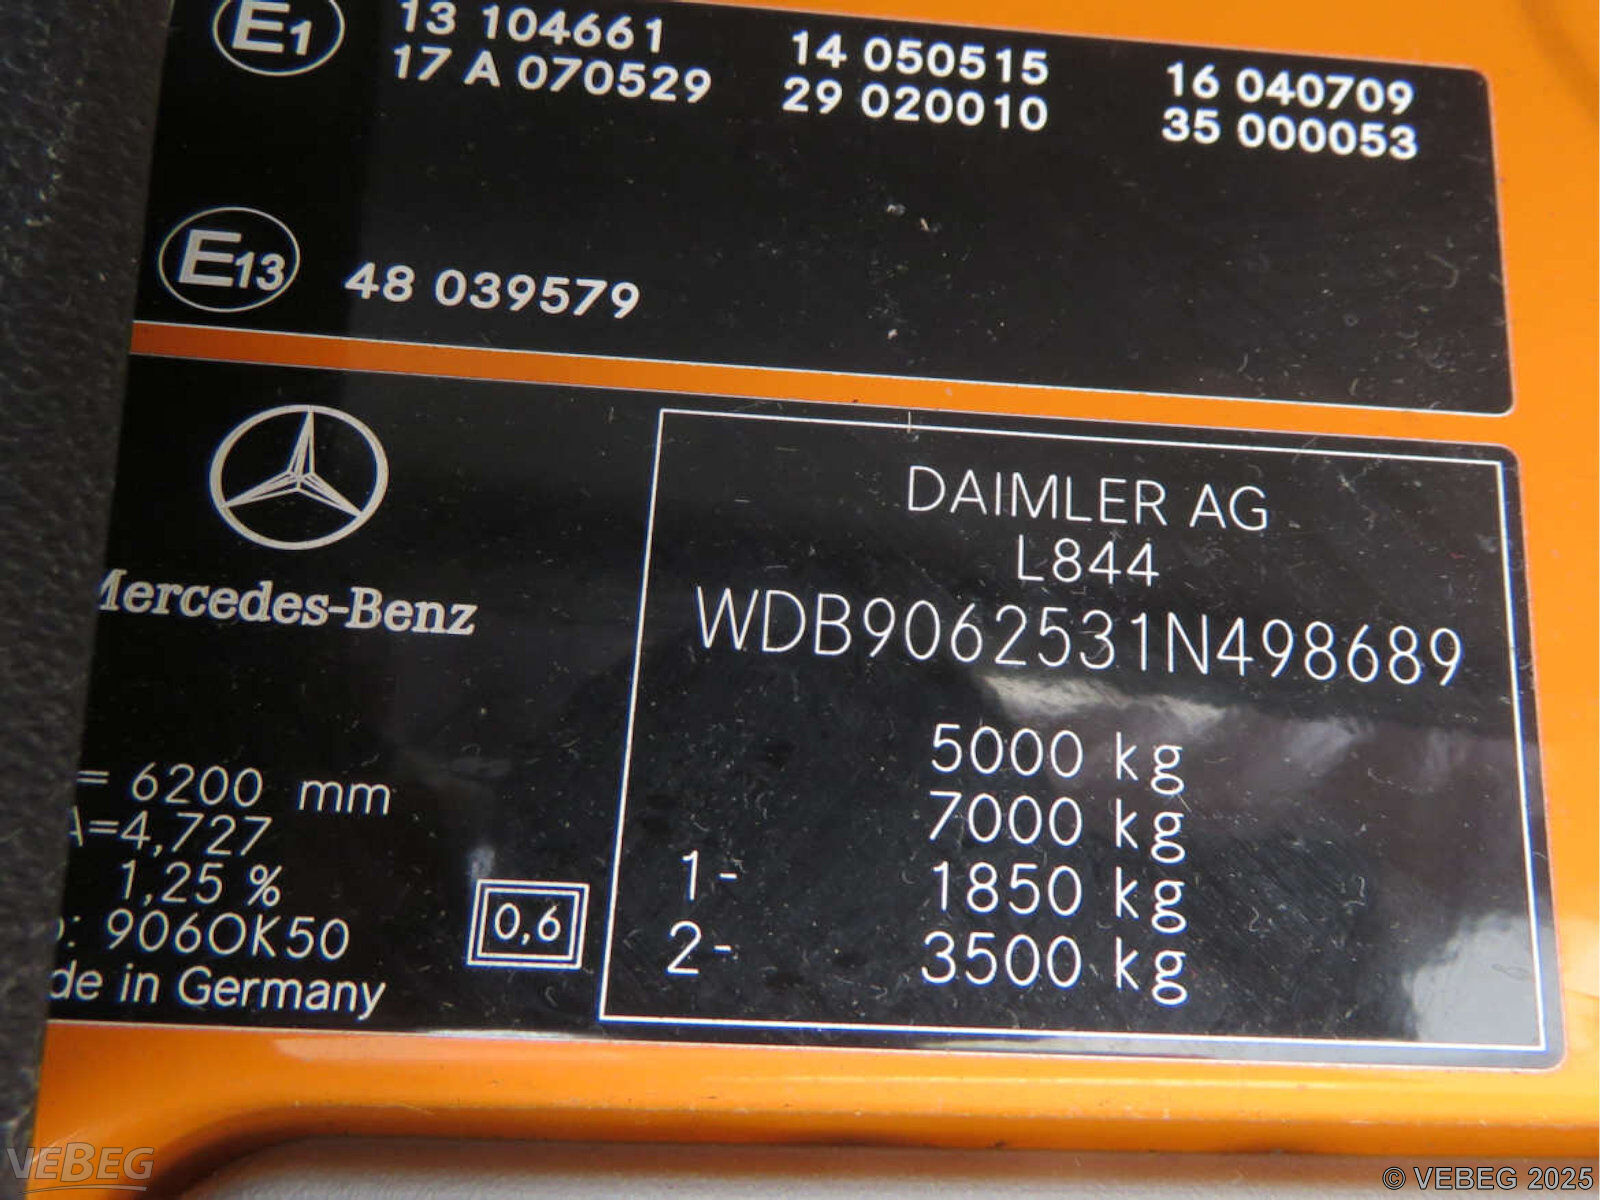 E1 13 104661 14 050515 16 040709
17 A 070529 29 020010 35 000053
E13 48 039579
Mercedes-Benz
= 6200 mm
A=4,727
1,25 %
: 906OK50
de in Germany
0,6
DAIMLER AG
L844
WDB9062531N498689
5000 kg
7000 kg
1- 1850 kg
2- 3500 kg
VEBEG
© VEBEG 2025